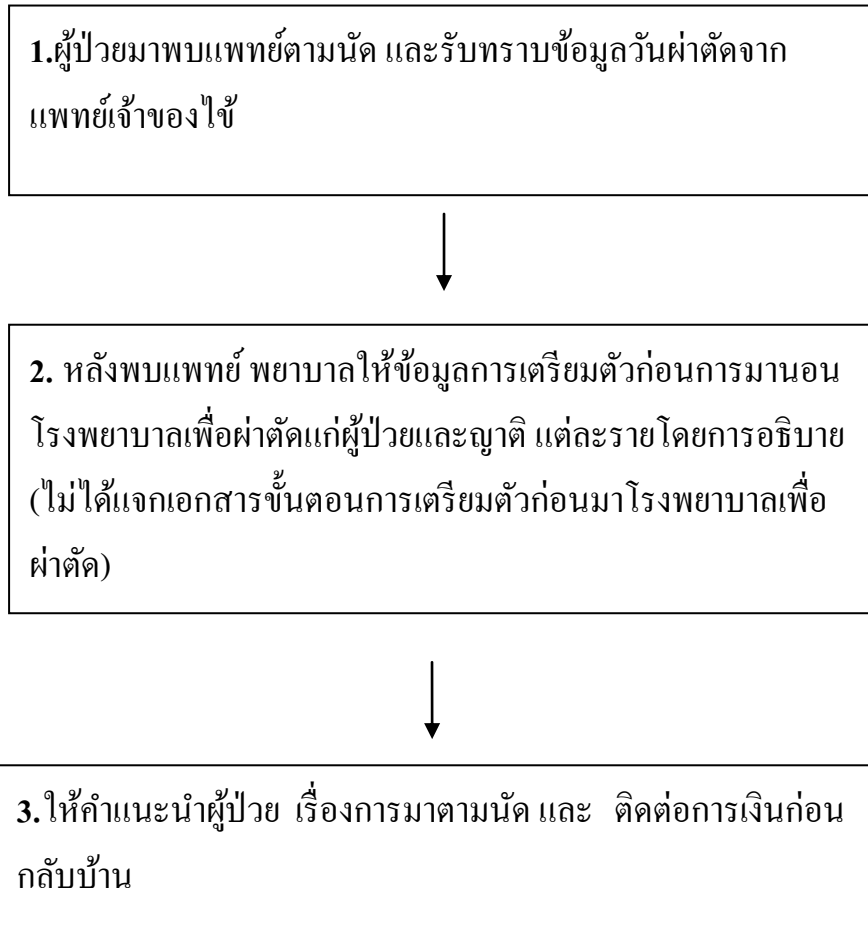 1.ผู้ป่วยมาพบแพทย์ตามนัด และรับทราบข้อมูลวันผ่าตัดจาก
แพทย์เจ้าของไข้
2. หลังพบแพทย์ พยาบาลให้ข้อมูลการเตรียมตัวก่อนการมานอน
โรงพยาบาลเพื่อผ่าตัดแก่ผู้ป่วยและญาติ แต่ละรายโดยการอธิบาย
(ไม่ได้แจกเอกสารขั้นตอนการเตรียมตัวก่อนมาโรงพยาบาลเพื่อ
ผ่าตัด)
3.ให้คำแนะนำผู้ป่วย เรื่องการมาตามนัด และ ติดต่อการเงินก่อน
กลับบ้าน